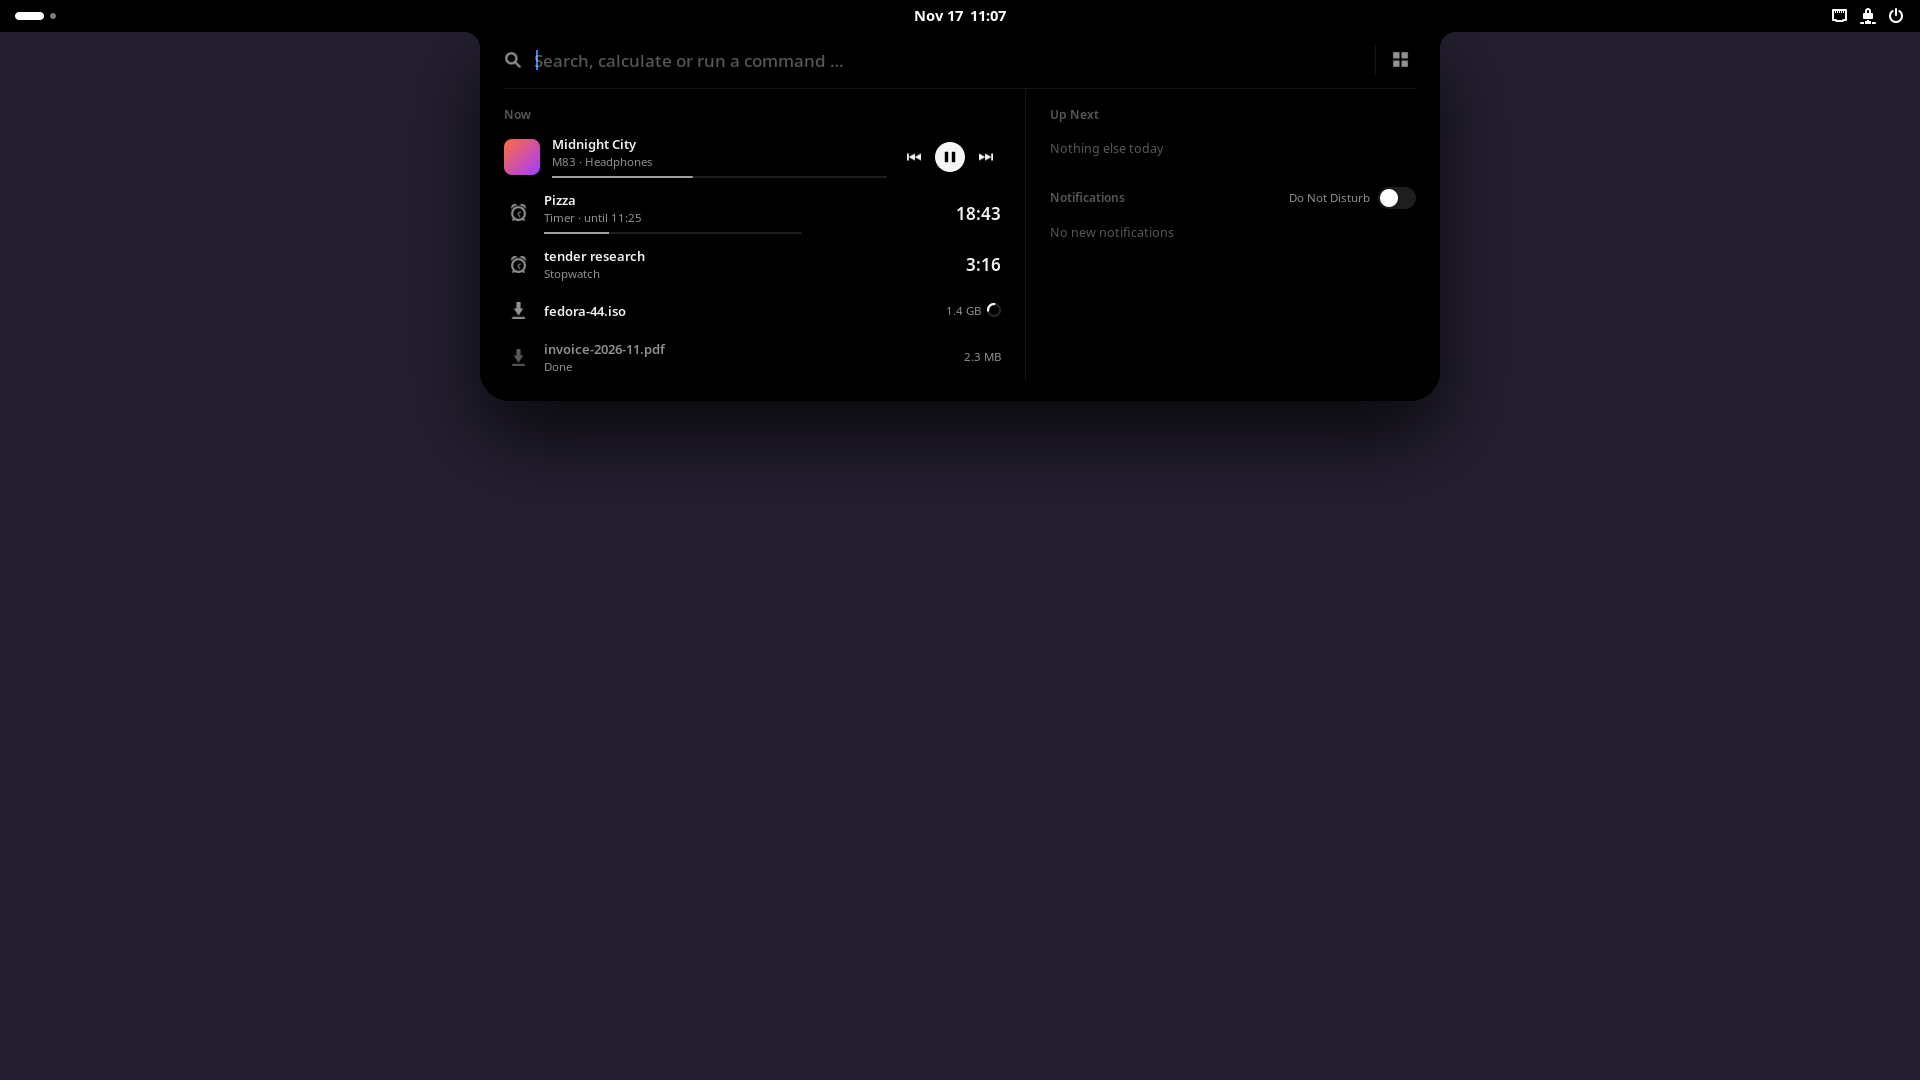 Nov 17 11:07
Search, calculate or run a command ...
Now
Midnight City
M83 · Headphones
Pizza
Timer · until 11:25
18:43
tender research
Stopwatch
3:16
fedora-44.iso
1.4 GB
invoice-2026-11.pdf
Done
2.3 MB
Up Next
Nothing else today
Notifications
Do Not Disturb
No new notifications